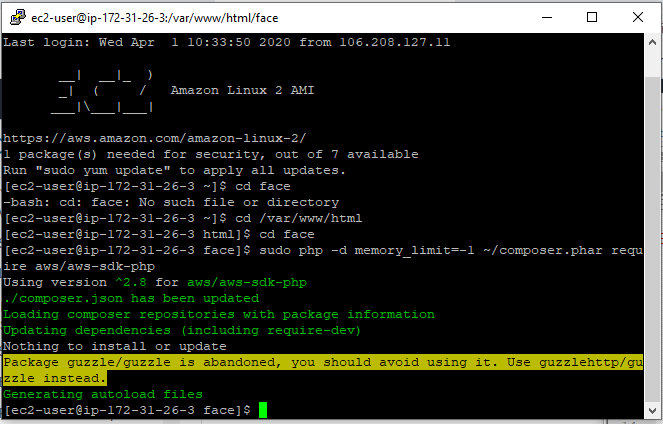 ec2-user@ip-172-31-26-3:/var/www/html/face
Last login: Wed Apr  1 10:33:50 2020 from 106.208.127.11
       __|  __|_  )
       _|  (     /   Amazon Linux 2 AMI
      ___|\___|___|
https://aws.amazon.com/amazon-linux-2/
1 package(s) needed for security, out of 7 available
Run "sudo yum update" to apply all updates.
[ec2-user@ip-172-31-26-3 ~]$ cd face
-bash: cd: face: No such file or directory
[ec2-user@ip-172-31-26-3 ~]$ cd /var/www/html
[ec2-user@ip-172-31-26-3 html]$ cd face
[ec2-user@ip-172-31-26-3 face]$ sudo php -d memory_limit=-1 ~/composer.phar requ
ire aws/aws-sdk-php
Using version ^2.8 for aws/aws-sdk-php
./composer.json has been updated
Loading composer repositories with package information
Updating dependencies (including require-dev)
Nothing to install or update
Package guzzle/guzzle is abandoned, you should avoid using it. Use guzzlehttp/gu
zzle instead.
Generating autoload files
[ec2-user@ip-172-31-26-3 face]$